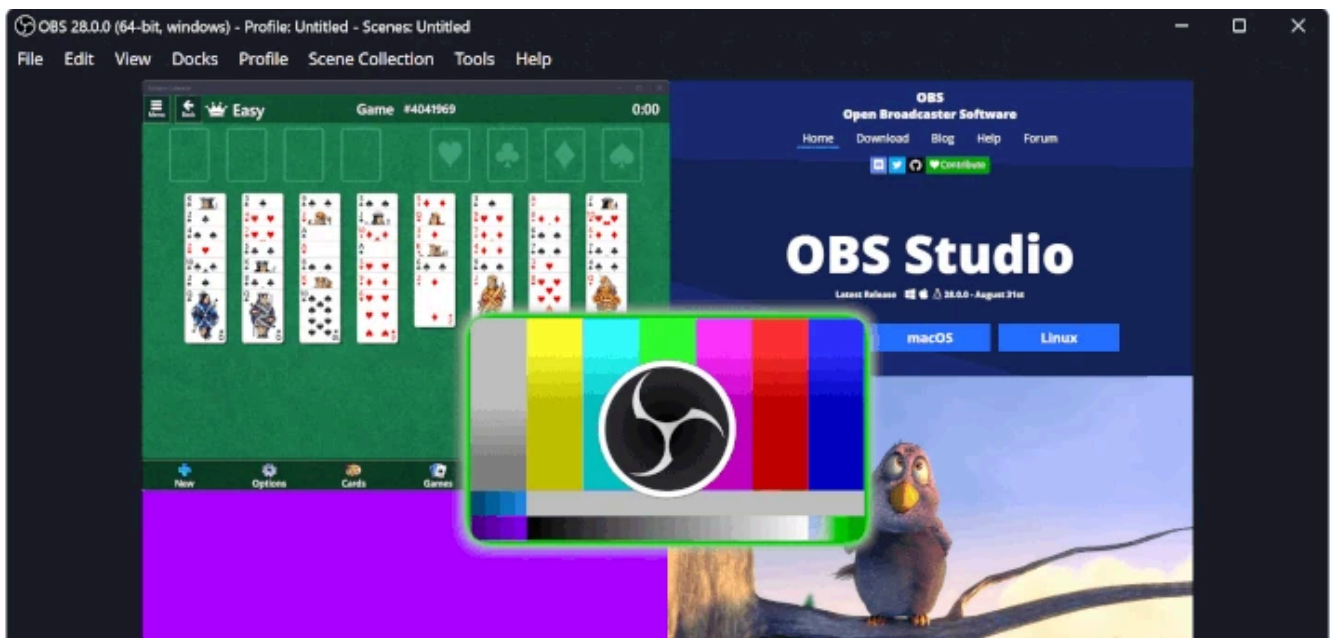 OBS 28.0.0 (64-bit, windows) - Profile: Untitled - Scenes: Untitled
File Edit View Docks Profile Scene Collection Tools Help
Menu Back Easy Game #4041969 0:00
New Options Cards Games
OBS
Open Broadcaster Software
Home Download Blog Help Forum
Contribute
OBS Studio
Latest Release 28.0.0 - August 31st
macOS Linux